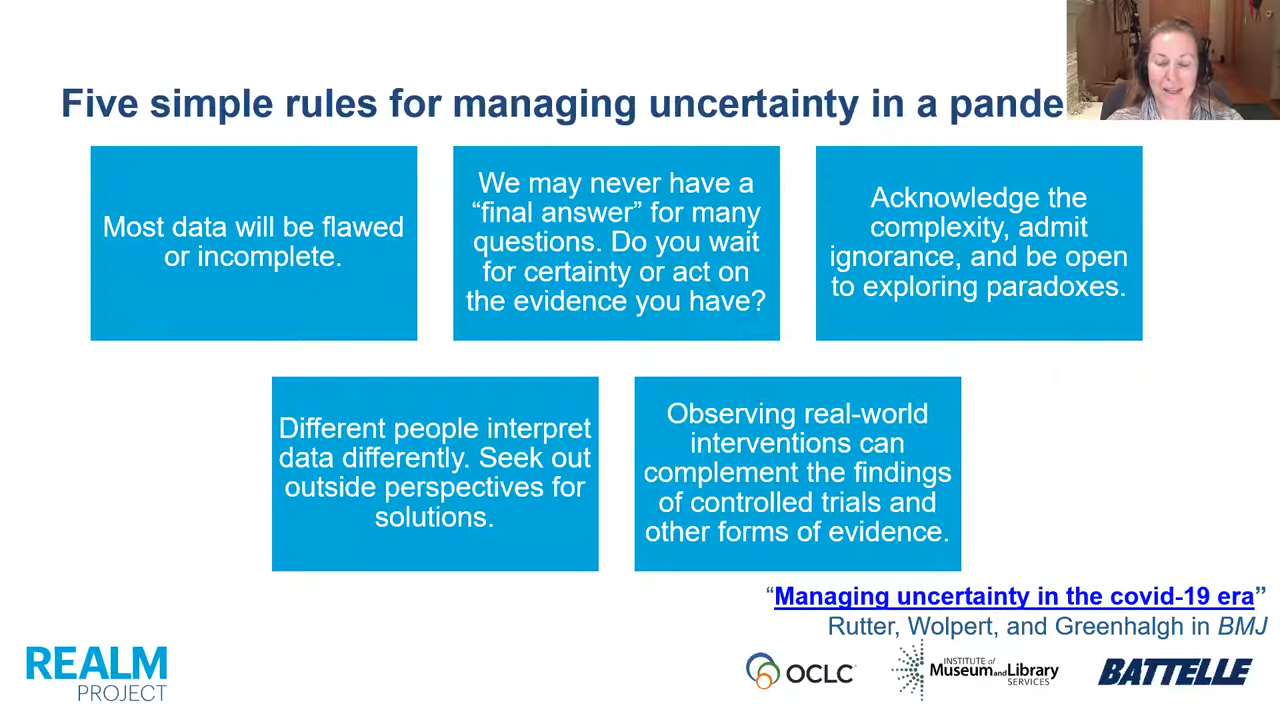 Five simple rules for managing uncertainty in a pande
Most data will be flawed
or incomplete.
We may never have a
“final answer” for many
questions. Do you wait
for certainty or act on
the evidence you have?
Acknowledge the
complexity, admit
ignorance, and be open
to exploring paradoxes.
Different people interpret
data differently. Seek out
outside perspectives for
solutions.
Observing real-world
interventions can
complement the findings
of controlled trials and
other forms of evidence.
“Managing uncertainty in the covid-19 era”
Rutter, Wolpert, and Greenhalgh in BMJ
REALM
PROJECT
OCLC
INSTITUTE of
Museum and Library
SERVICES
BATTELLE